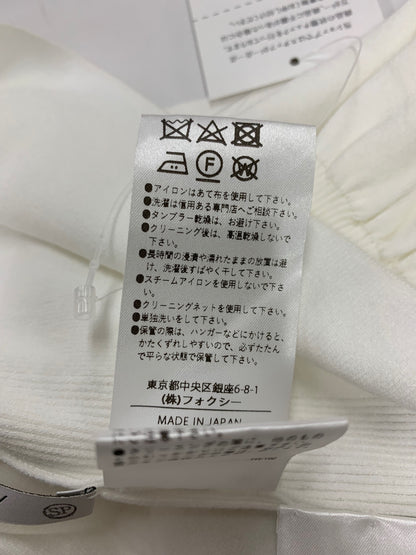 F
W
●アイロンはあて布を使用して下さい。
●洗濯は信用ある専門店へご相談下さい。
●タンブラー乾燥は、お避け下さい。
●クリーニング後は、高温乾燥しないで
下さい。
●長時間の浸漬や濡れたままの放置は避
け、洗濯後すばやく干して下さい。
●スチームアイロンを使用しないで下さ
い。
●クリーニングネットを使用して下さい。
●単独洗いをして下さい。
●保管の際は、ハンガーなどにかけると、
かたくずれしやすいので、必ずたたん
で平らな状態で保管して下さい。
東京都中央区銀座6-8-1
(株)フォクシー
MADE IN JAPAN
SP